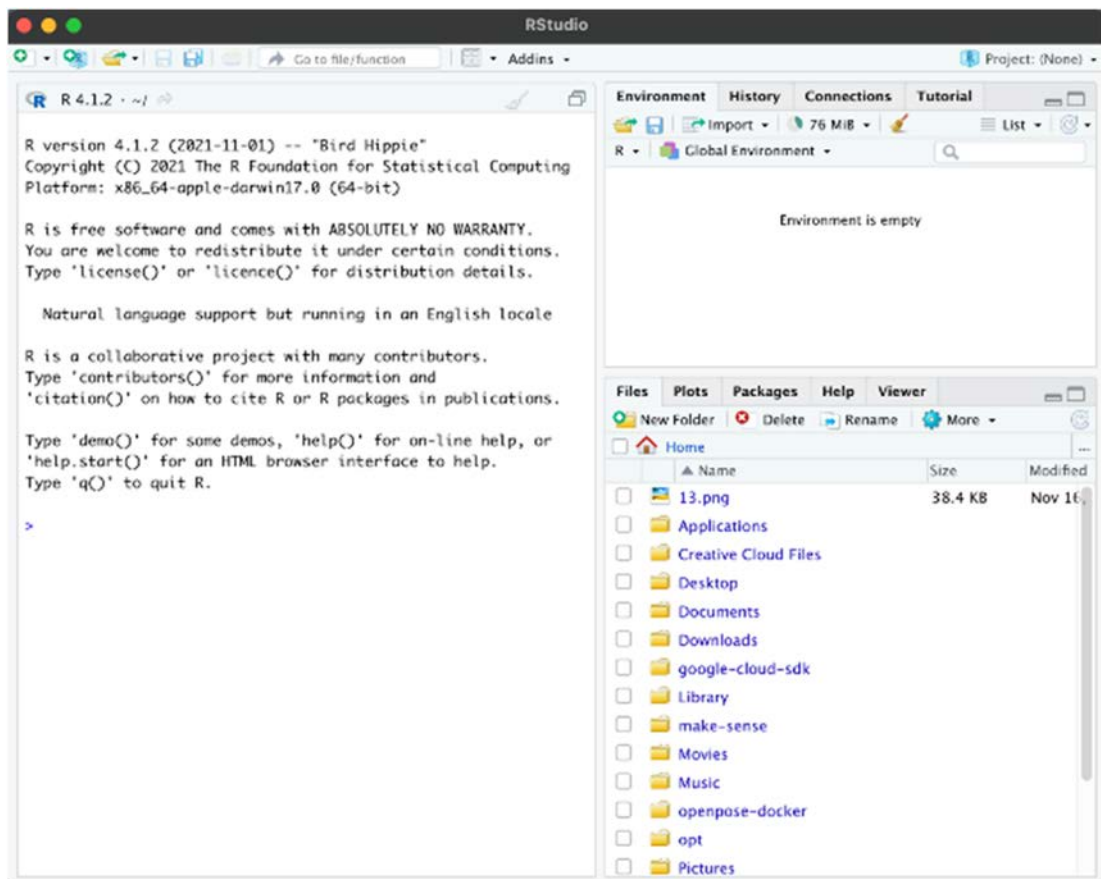 RStudio
Go to file/function
Addins
Project: (None)
R 4.1.2 · ~/
R version 4.1.2 (2021-11-01) -- "Bird Hippie"
Copyright (C) 2021 The R Foundation for Statistical Computing
Platform: x86_64-apple-darwin17.0 (64-bit)
R is free software and comes with ABSOLUTELY NO WARRANTY.
You are welcome to redistribute it under certain conditions.
Type 'license()' or 'licence()' for distribution details.
Natural language support but running in an English locale
R is a collaborative project with many contributors.
Type 'contributors()' for more information and
'citation()' on how to cite R or R packages in publications.
Type 'demo()' for some demos, 'help()' for on-line help, or
'help.start()' for an HTML browser interface to help.
Type 'q()' to quit R.
>
Environment History Connections Tutorial
Import 76 MiB List
R Global Environment
Environment is empty
Files Plots Packages Help Viewer
New Folder Delete Rename More
Home ...
Name Size Modified
13.png 38.4 KB Nov 16,
Applications
Creative Cloud Files
Desktop
Documents
Downloads
google-cloud-sdk
Library
make-sense
Movies
Music
openpose-docker
opt
Pictures